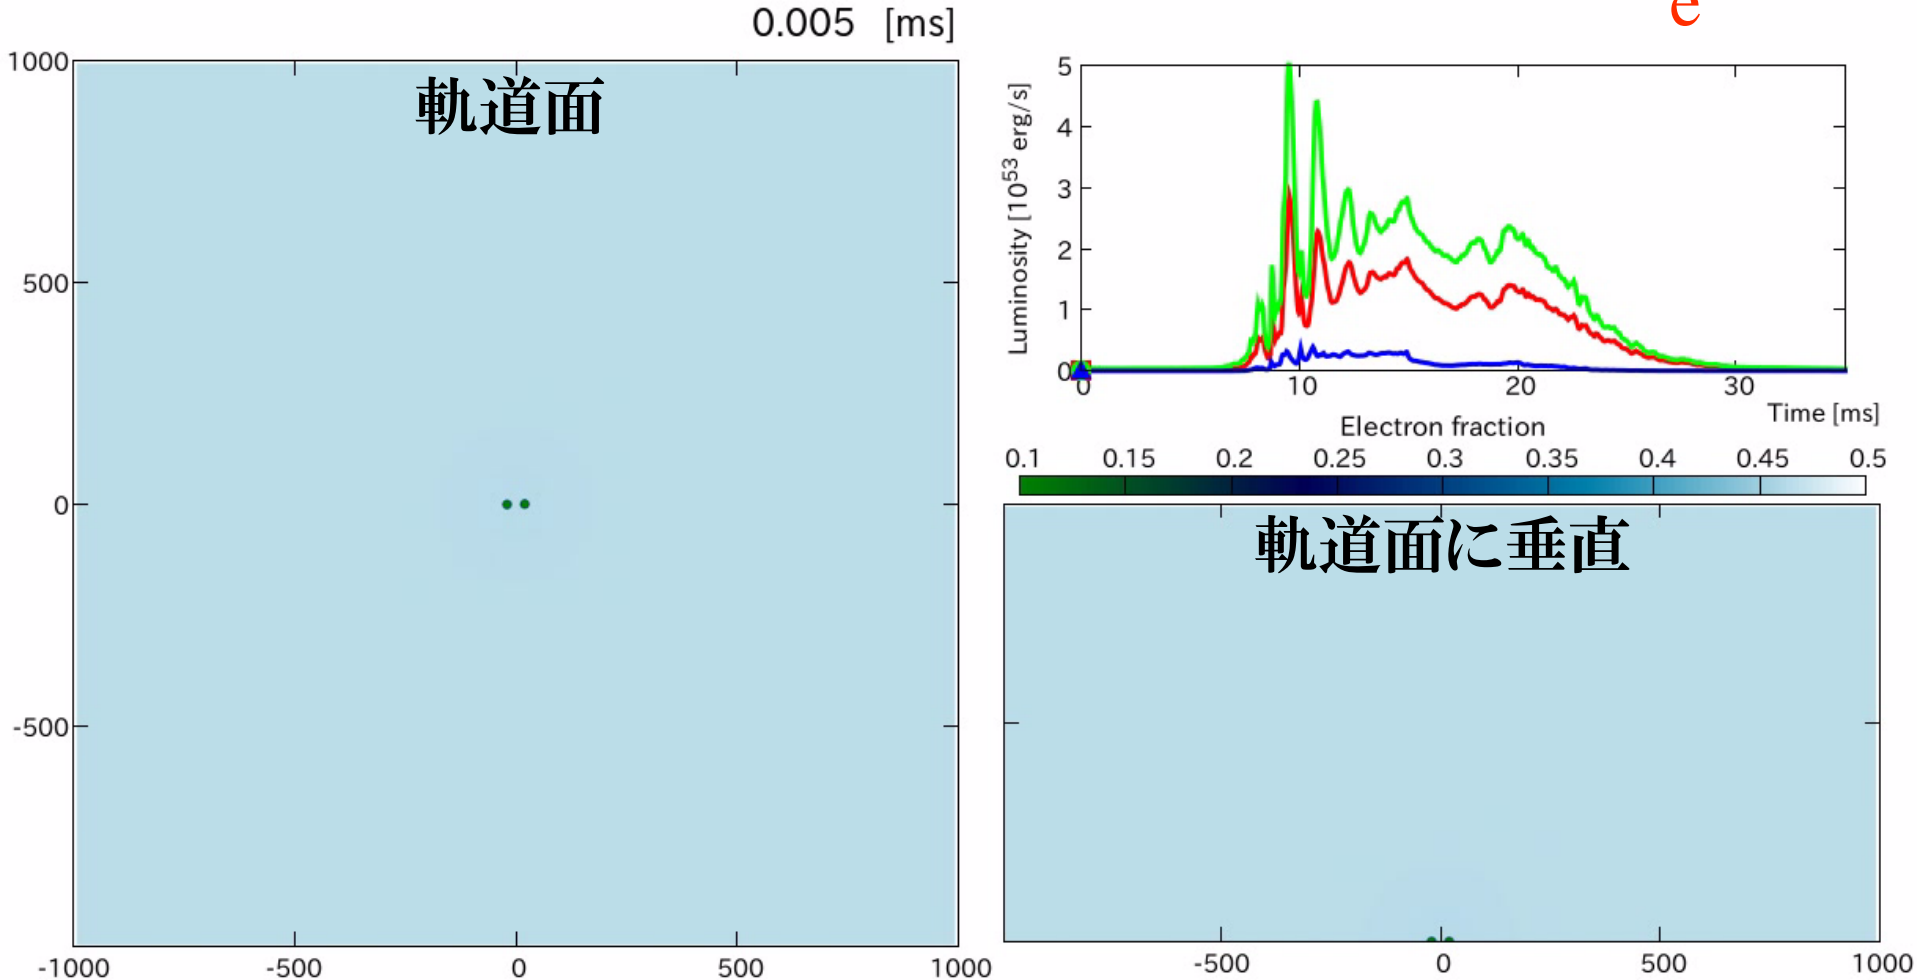 0.005 [ms]
e
軌道面
1000
500
0
-500
-1000 -500 0 500 1000
Luminosity [10^53 erg/s]
5
4
3
2
1
0
0 10 20 30
Time [ms]
Electron fraction
0.1 0.15 0.2 0.25 0.3 0.35 0.4 0.45 0.5
軌道面に垂直
-500 0 500 1000